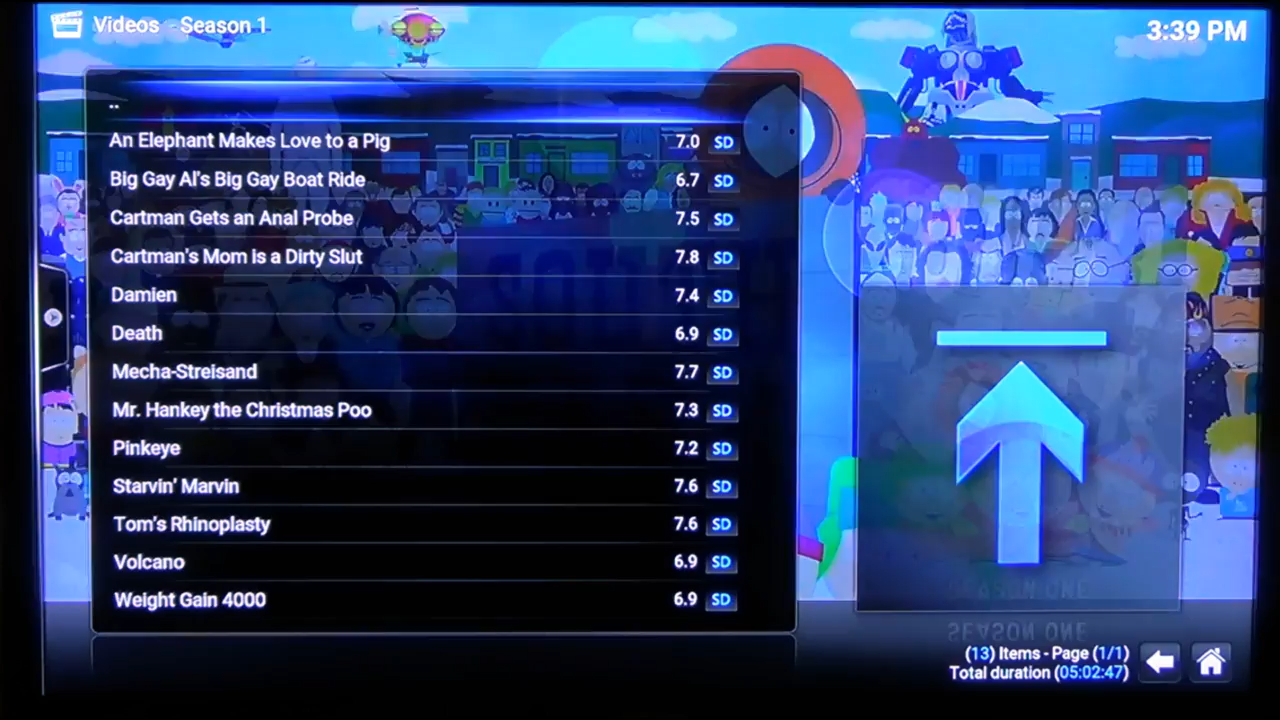 Videos - Season 1
3:39 PM
..
An Elephant Makes Love to a Pig 7.0 SD
Big Gay Al's Big Gay Boat Ride 6.7 SD
Cartman Gets an Anal Probe 7.5 SD
Cartman's Mom is a Dirty Slut 7.8 SD
Damien 7.4 SD
Death 6.9 SD
Mecha-Streisand 7.7 SD
Mr. Hankey the Christmas Poo 7.3 SD
Pinkeye 7.2 SD
Starvin' Marvin 7.6 SD
Tom's Rhinoplasty 7.6 SD
Volcano 6.9 SD
Weight Gain 4000 6.9 SD
SEASON ONE
SEASON ONE
(13) Items - Page (1/1)
Total duration (05:02:47)